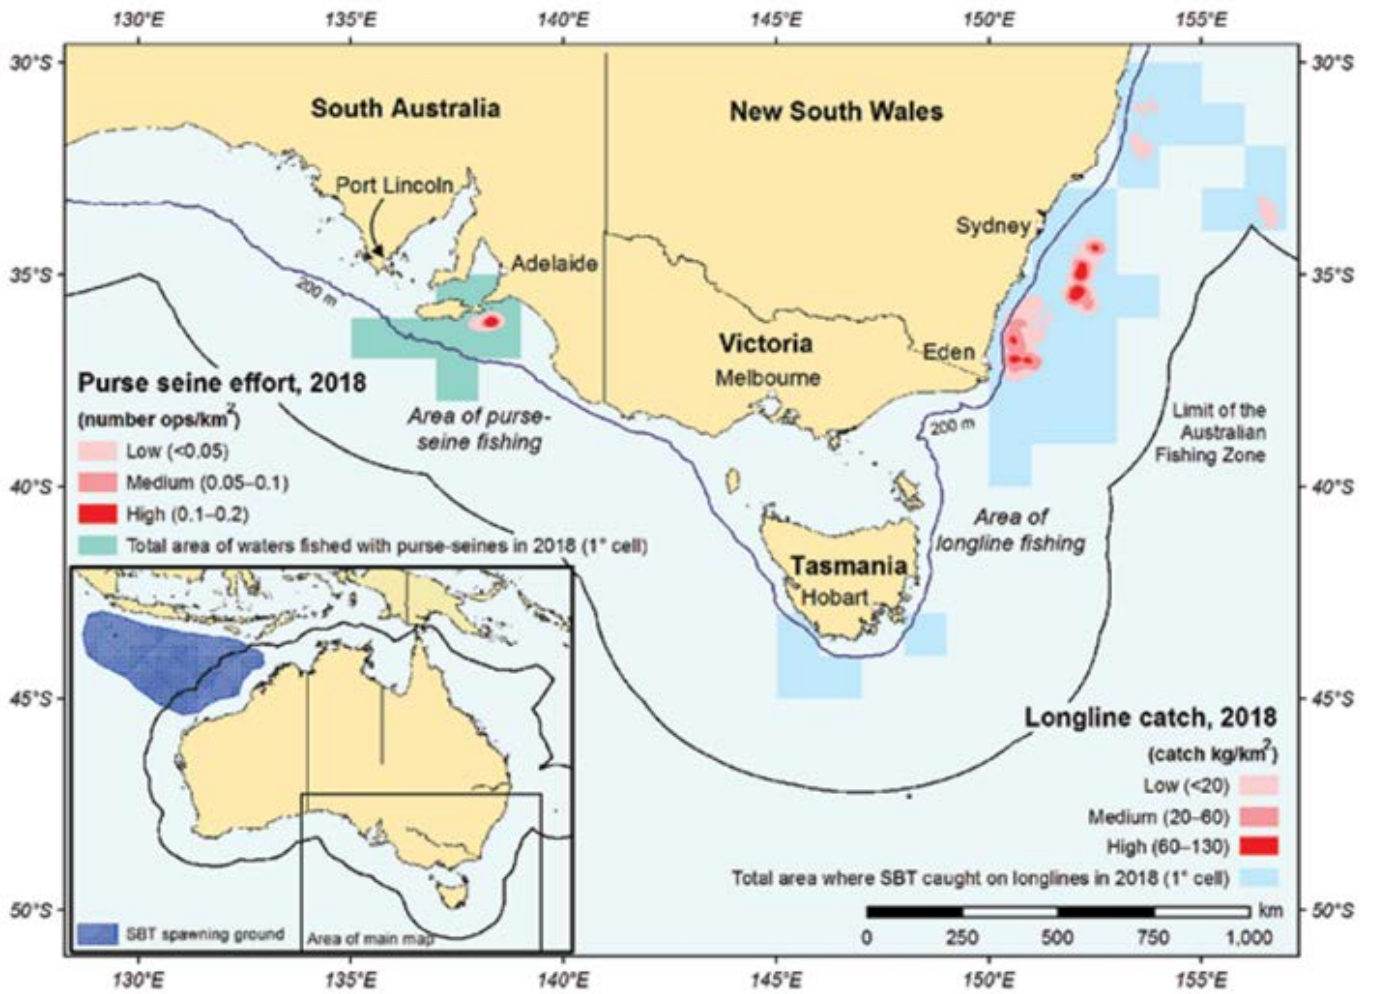 130°E 135°E 140°E 145°E 150°E 155°E
30°S 30°S
South Australia
New South Wales
Port Lincoln
Sydney
Adelaide
35°S 35°S
200 m
Victoria
Melbourne
Eden
Purse seine effort, 2018
(number ops/km²)
Low (<0.05)
Medium (0.05–0.1)
High (0.1–0.2)
Total area of waters fished with purse-seines in 2018 (1° cell)
Area of purse-
seine fishing
200 m
Limit of the
Australian
Fishing Zone
40°S 40°S
Area of
longline fishing
Tasmania
Hobart
45°S 45°S
Longline catch, 2018
(catch kg/km²)
Low (<20)
Medium (20–60)
High (60–130)
Total area where SBT caught on longlines in 2018 (1° cell)
SBT spawning ground
Area of main map
50°S 50°S
km
0 250 500 750 1,000
130°E 135°E 140°E 145°E 150°E 155°E